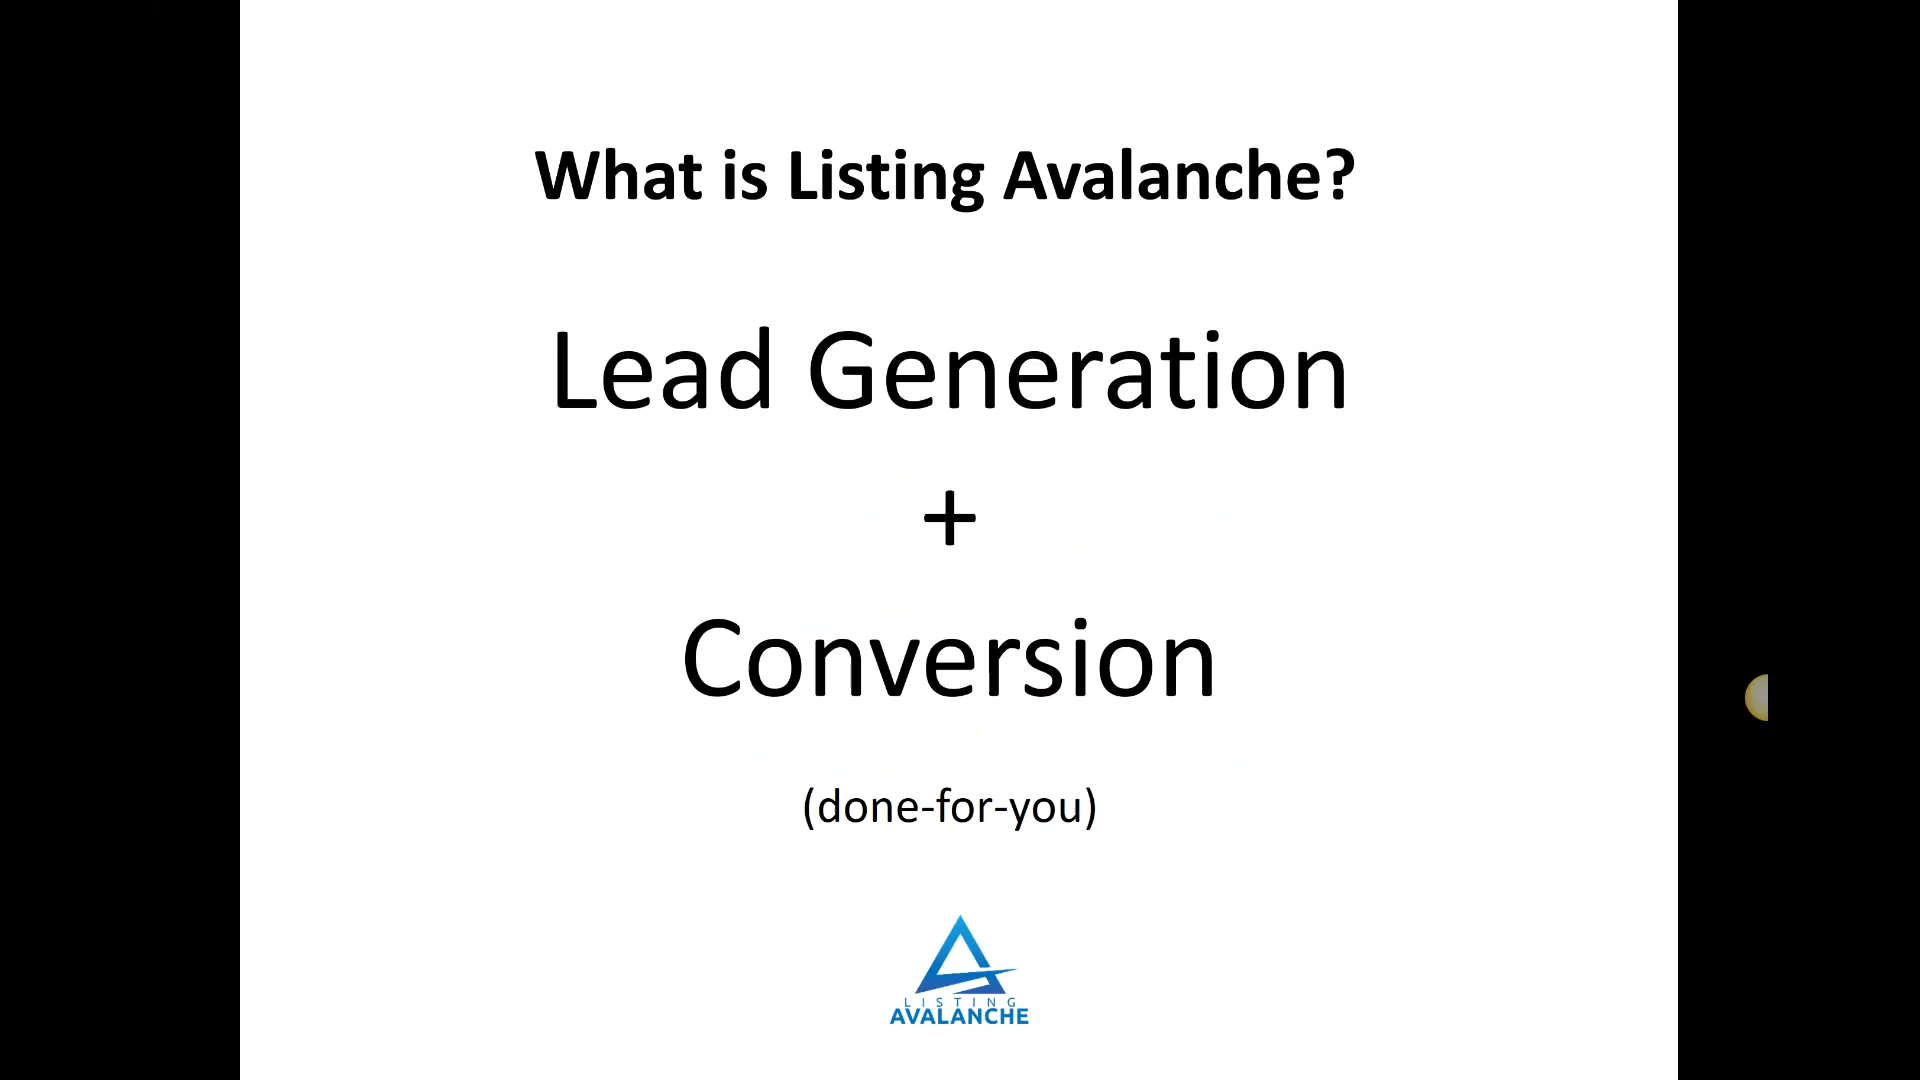 What is Listing Avalanche?
Lead Generation
+
Conversion
(done-for-you)
LISTING
AVALANCHE